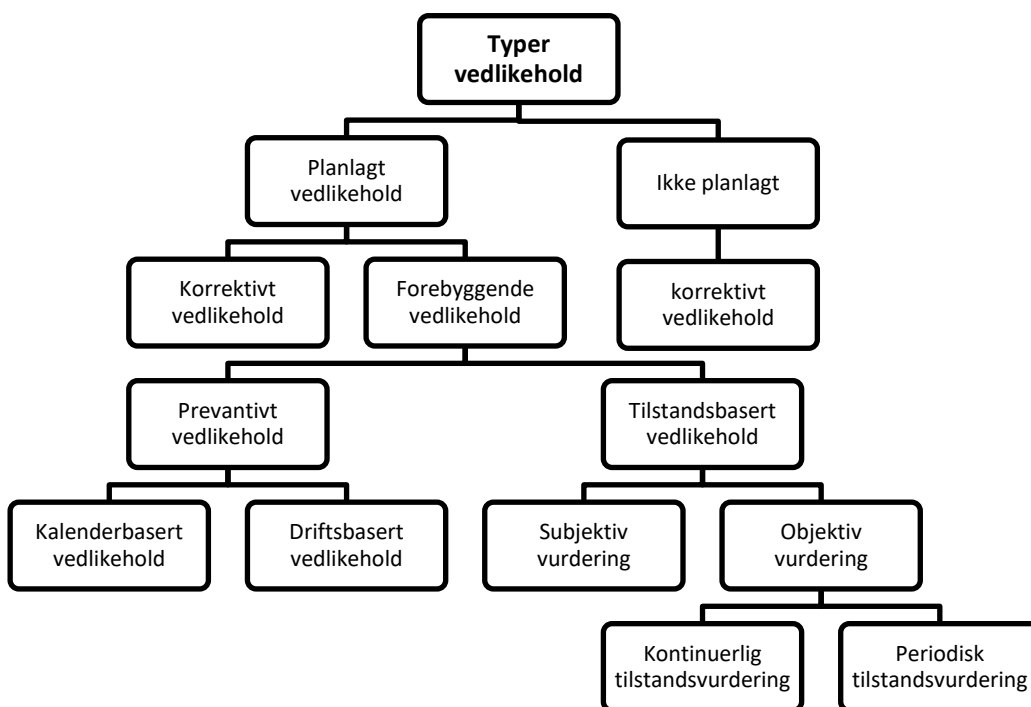 Typer
vedlikehold
Planlagt
vedlikehold
Ikke planlagt
Korrektivt
vedlikehold
Forebyggende
vedlikehold
korrektivt
vedlikehold
Prevantivt
vedlikehold
Tilstandsbasert
vedlikehold
Kalenderbasert
vedlikehold
Driftsbasert
vedlikehold
Subjektiv
vurdering
Objektiv
vurdering
Kontinuerlig
tilstandsvurdering
Periodisk
tilstandsvurdering